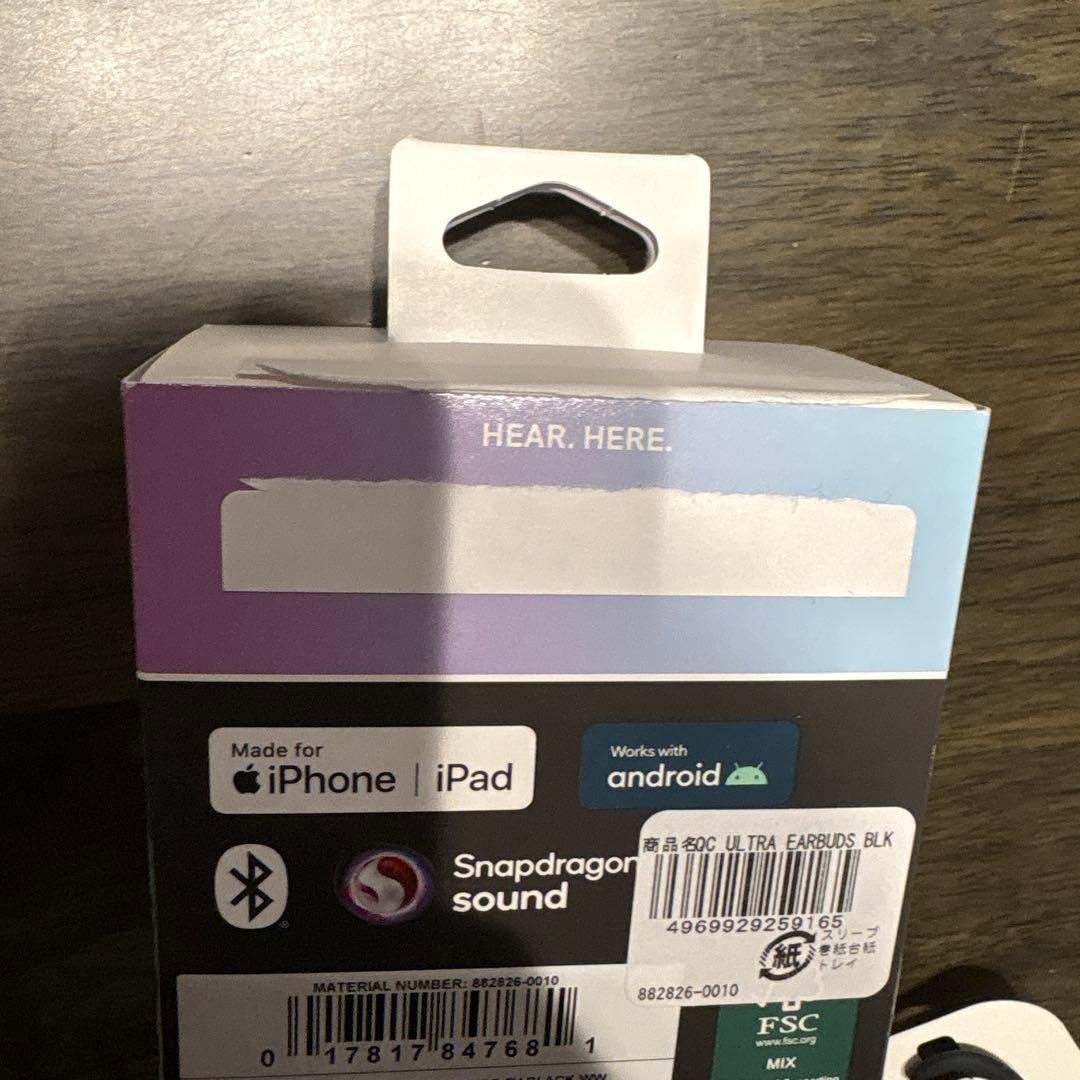 HEAR. HERE.
Made for
iPhone | iPad
Works with
android
Snapdragon
sound
商品名QC ULTRA EARBUDS BLK
4969929259165
紙
スリーブ
巻紙台紙
トレイ
882826-0010
MATERIAL NUMBER: 882826-0010
0 17817 84768 1
FSC
www.fsc.org
MIX